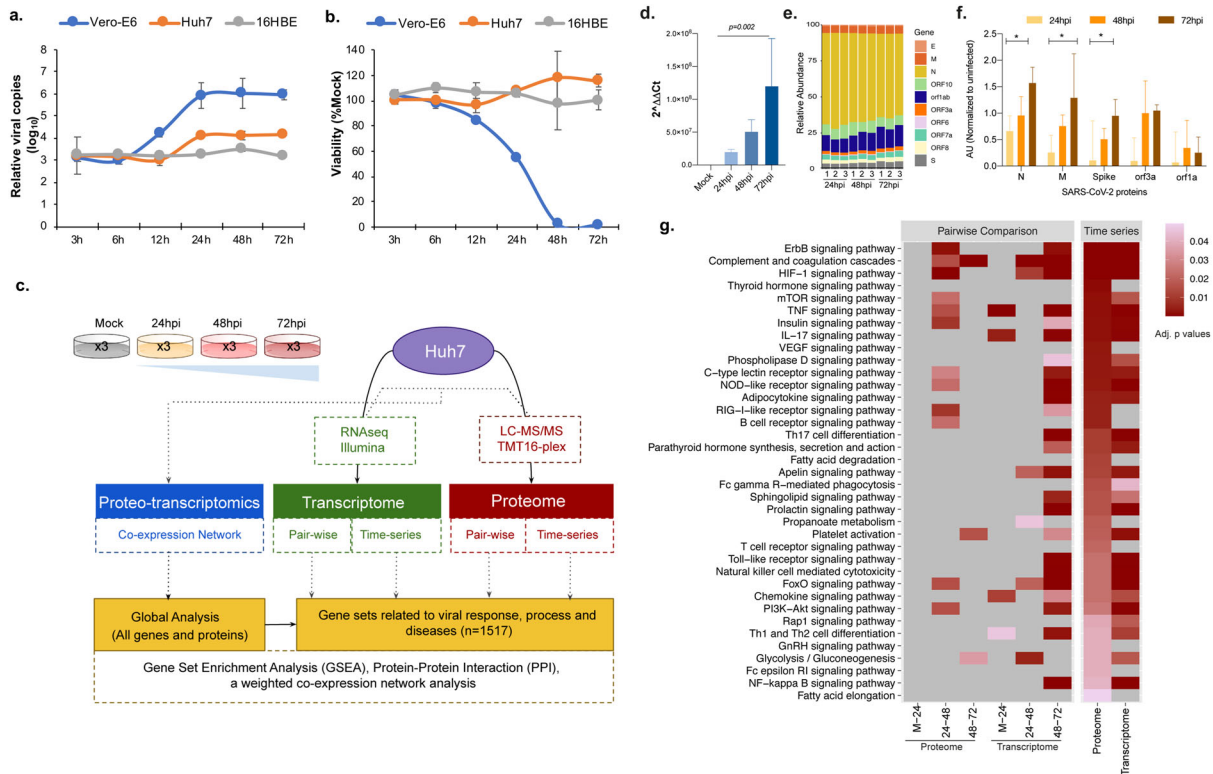 a.
Vero-E6 Huh7 16HBE
Relative viral copies
(log10)
9
8
7
6
5
4
3
2
1
0
3h 6h 12h 24h 48h 72h
b.
Vero-E6 Huh7 16HBE
Viability (%Mock)
140
120
100
80
60
40
20
0
3h 6h 12h 24h 48h 72h
d.
p=0.002
2^ΔΔCt
2.0×10⁸
1.5×10⁸
1.0×10⁸
5.0×10⁷
0.0
Mock 24hpi 48hpi 72hpi
e.
Relative Abundance
100
75
50
25
0
1 2 3 1 2 3 1 2 3
24hpi 48hpi 72hpi
Gene
E
M
N
ORF10
orf1ab
ORF3a
ORF6
ORF7a
ORF8
S
f.
24hpi 48hpi 72hpi
AU (Normalized to uninfected)
2.5
2.0
1.5
1.0
0.5
0.0
* * *
N M Spike orf3a orf1a
SARS-CoV-2 proteins
c.
Mock 24hpi 48hpi 72hpi
x3 x3 x3 x3
Huh7
RNAseq
Illumina
LC-MS/MS
TMT16-plex
Proteo-transcriptomics Transcriptome Proteome
Co-expression Network Pair-wise Time-series Pair-wise Time-series
Global Analysis
(All genes and proteins)
Gene sets related to viral response, process and
diseases (n=1517)
Gene Set Enrichment Analysis (GSEA), Protein-Protein Interaction (PPI),
a weighted co-expression network analysis
g.
Pairwise Comparison Time series
ErbB signaling pathway
Complement and coagulation cascades
HIF−1 signaling pathway
Thyroid hormone signaling pathway
mTOR signaling pathway
TNF signaling pathway
Insulin signaling pathway
IL−17 signaling pathway
VEGF signaling pathway
Phospholipase D signaling pathway
C−type lectin receptor signaling pathway
NOD−like receptor signaling pathway
Adipocytokine signaling pathway
RIG−I−like receptor signaling pathway
B cell receptor signaling pathway
Th17 cell differentiation
Parathyroid hormone synthesis, secretion and action
Fatty acid degradation
Apelin signaling pathway
Fc gamma R−mediated phagocytosis
Sphingolipid signaling pathway
Prolactin signaling pathway
Propanoate metabolism
Platelet activation
T cell receptor signaling pathway
Toll−like receptor signaling pathway
Natural killer cell mediated cytotoxicity
FoxO signaling pathway
Chemokine signaling pathway
PI3K−Akt signaling pathway
Rap1 signaling pathway
Th1 and Th2 cell differentiation
GnRH signaling pathway
Glycolysis / Gluconeogenesis
Fc epsilon RI signaling pathway
NF−kappa B signaling pathway
Fatty acid elongation
M−24 24−48 48−72 M−24 24−48 48−72 Proteome Transcriptome
Proteome Transcriptome
0.04
0.03
0.02
0.01
Adj. p values